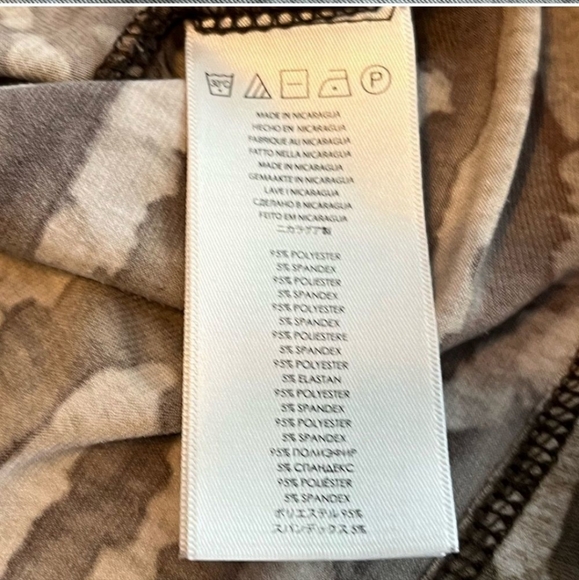 30°C
P
MADE IN NICARAGUA
HECHO EN NICARAGUA
FABRIQUE AU NICARAGUA
FATTO NELLA NICARAGUA
MADE IN NICARAGUA
GEMAAKTE IN NICARAGUA
LAVE I NICARAGUA
СДЕЛАНО В NICARAGUA
FEITO EM NICARAGUA
ニカラグア製
95% POLYESTER
5% SPANDEX
95% POLIESTER
5% SPANDEX
95% POLYESTER
5% SPANDEX
95% POLIESTERE
5% SPANDEX
95% POLYESTER
5% ELASTAN
95% POLYESTER
5% SPANDEX
95% POLYESTER
5% SPANDEX
95% ПОЛИЭФИР
5% СПАНДЕКС
95% POLIÉSTER
5% SPANDEX
ポリエステル 95%
スパンデックス 5%